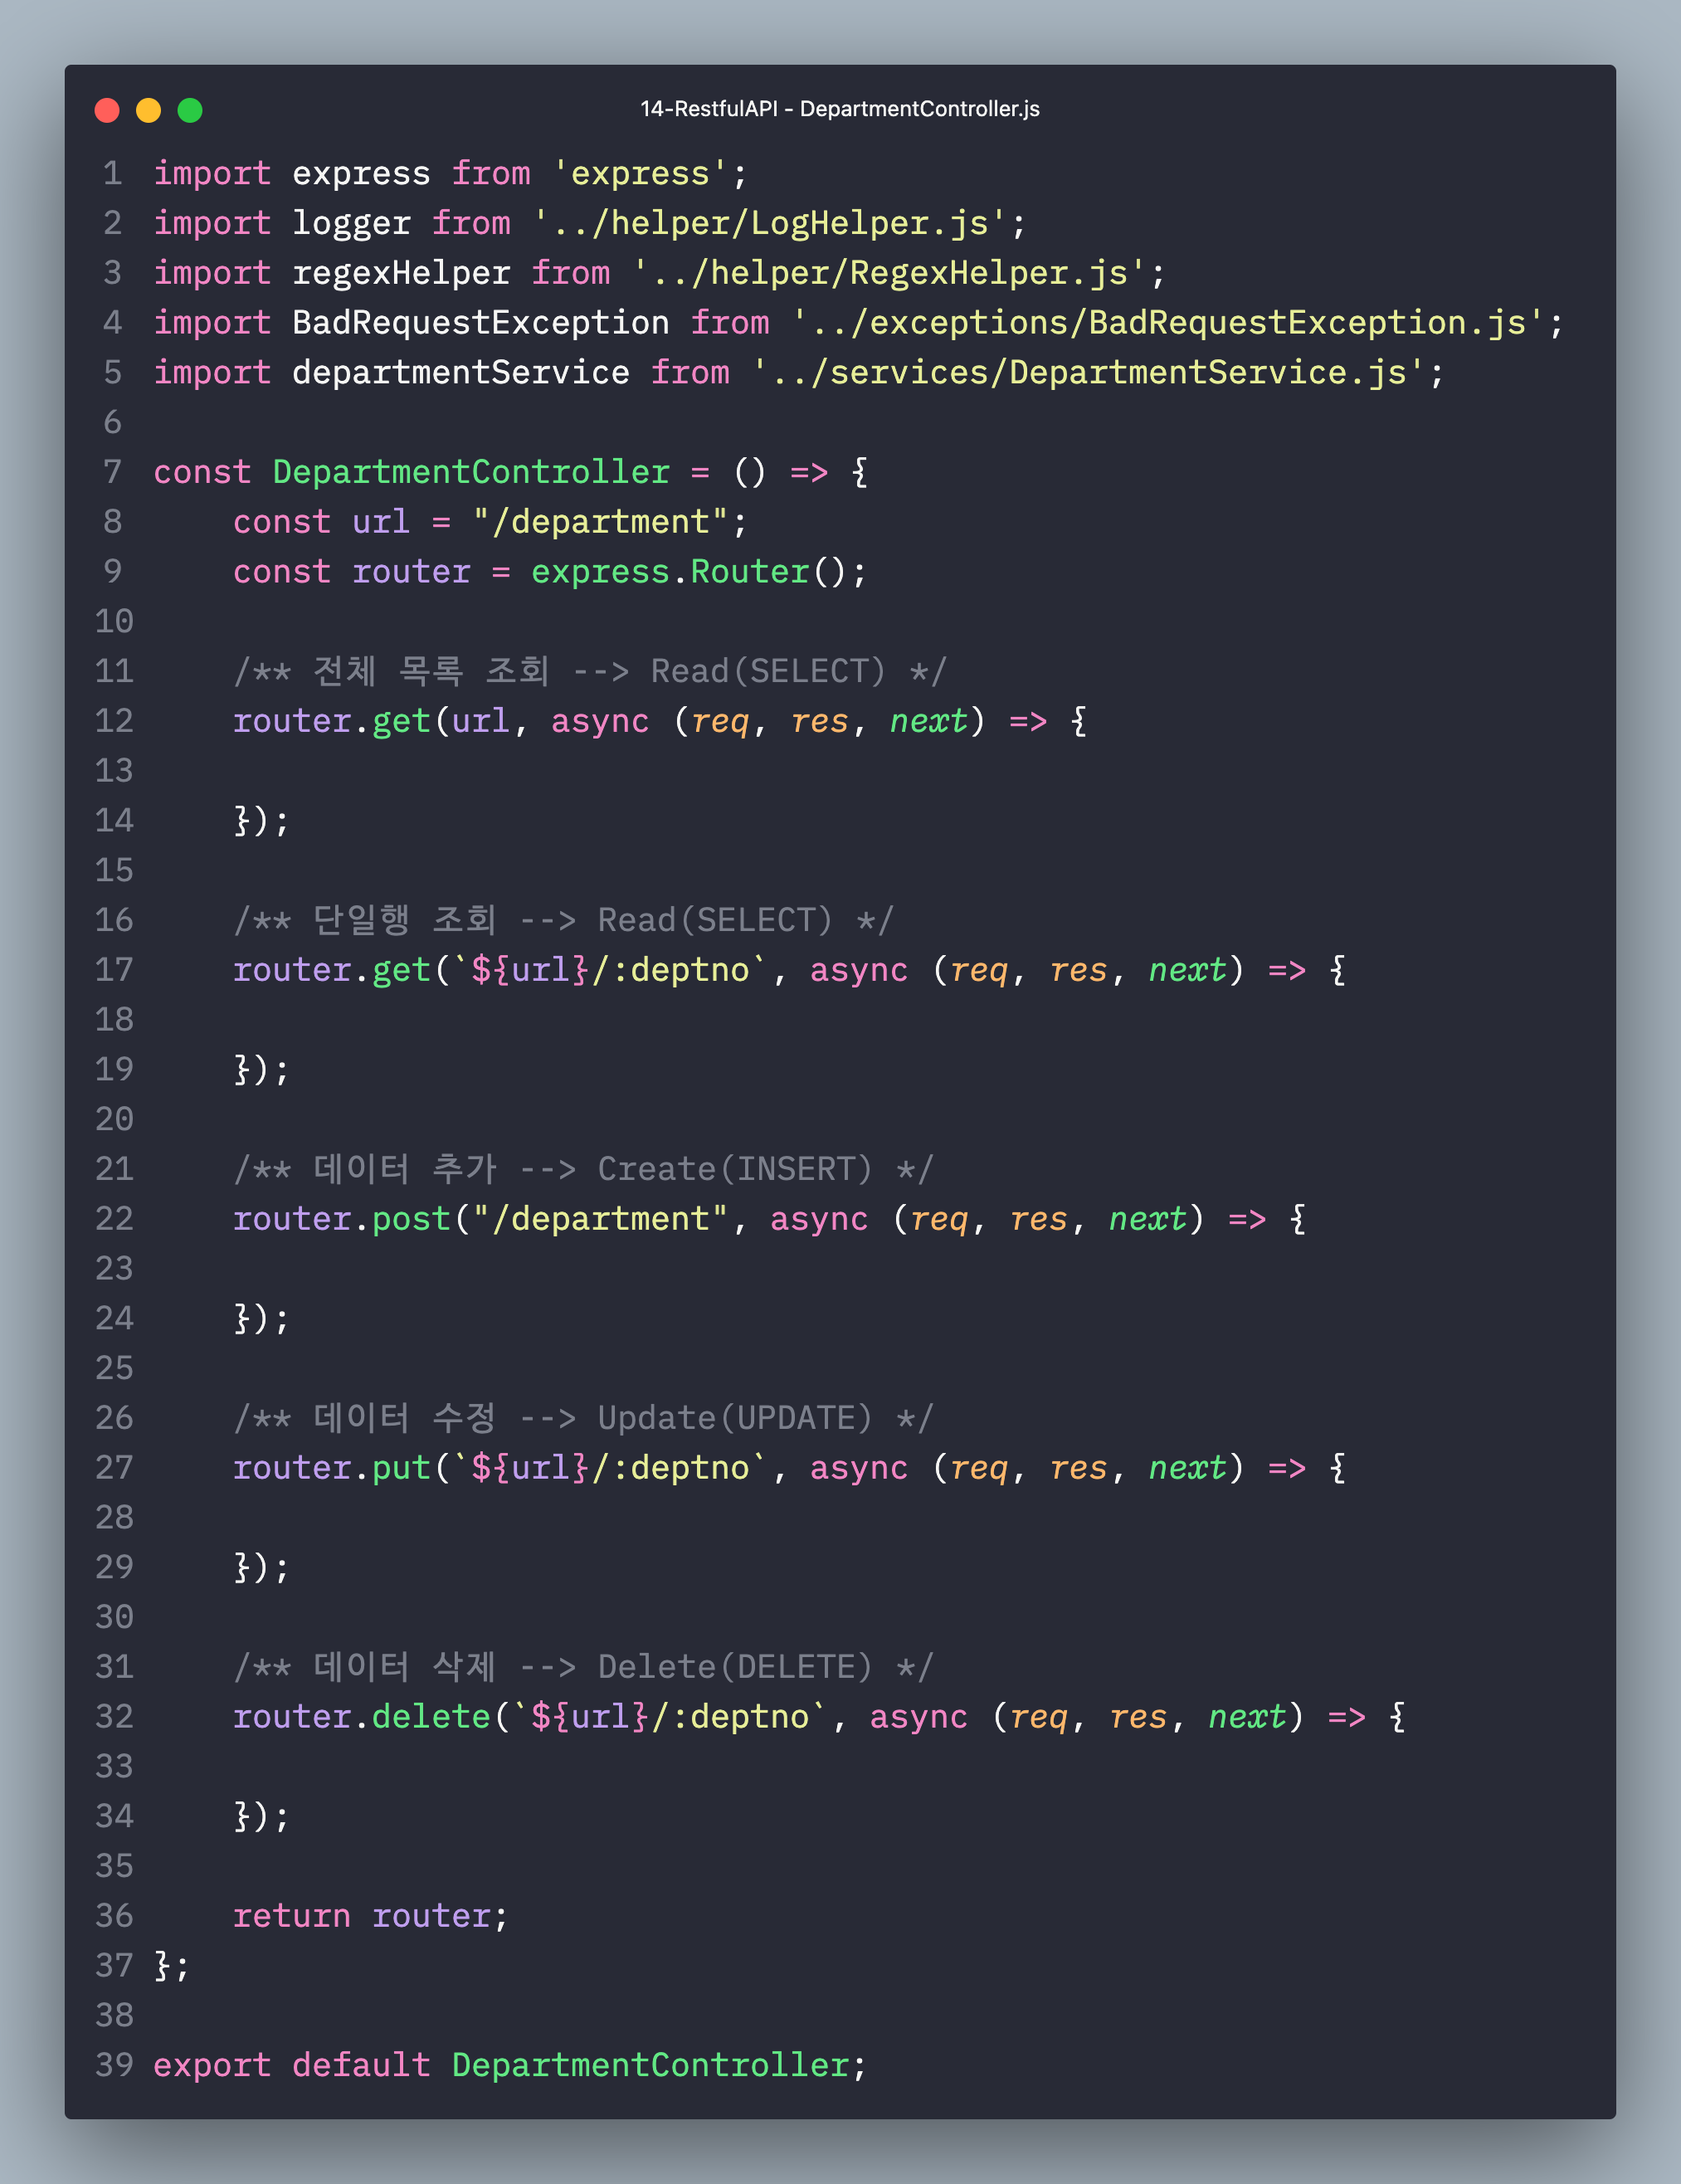 14-RestfulAPI - DepartmentController.js
1 import express from 'express';
2 import logger from '../helper/LogHelper.js';
3 import regexHelper from '../helper/RegexHelper.js';
4 import BadRequestException from '../exceptions/BadRequestException.js';
5 import departmentService from '../services/DepartmentService.js';
6
7 const DepartmentController = () => {
8     const url = "/department";
9     const router = express.Router();
10
11     /** 전체 목록 조회 --> Read(SELECT) */
12     router.get(url, async (req, res, next) => {
13
14     });
15
16     /** 단일행 조회 --> Read(SELECT) */
17     router.get(`${url}/:deptno`, async (req, res, next) => {
18
19     });
20
21     /** 데이터 추가 --> Create(INSERT) */
22     router.post("/department", async (req, res, next) => {
23
24     });
25
26     /** 데이터 수정 --> Update(UPDATE) */
27     router.put(`${url}/:deptno`, async (req, res, next) => {
28
29     });
30
31     /** 데이터 삭제 --> Delete(DELETE) */
32     router.delete(`${url}/:deptno`, async (req, res, next) => {
33
34     });
35
36     return router;
37 };
38
39 export default DepartmentController;